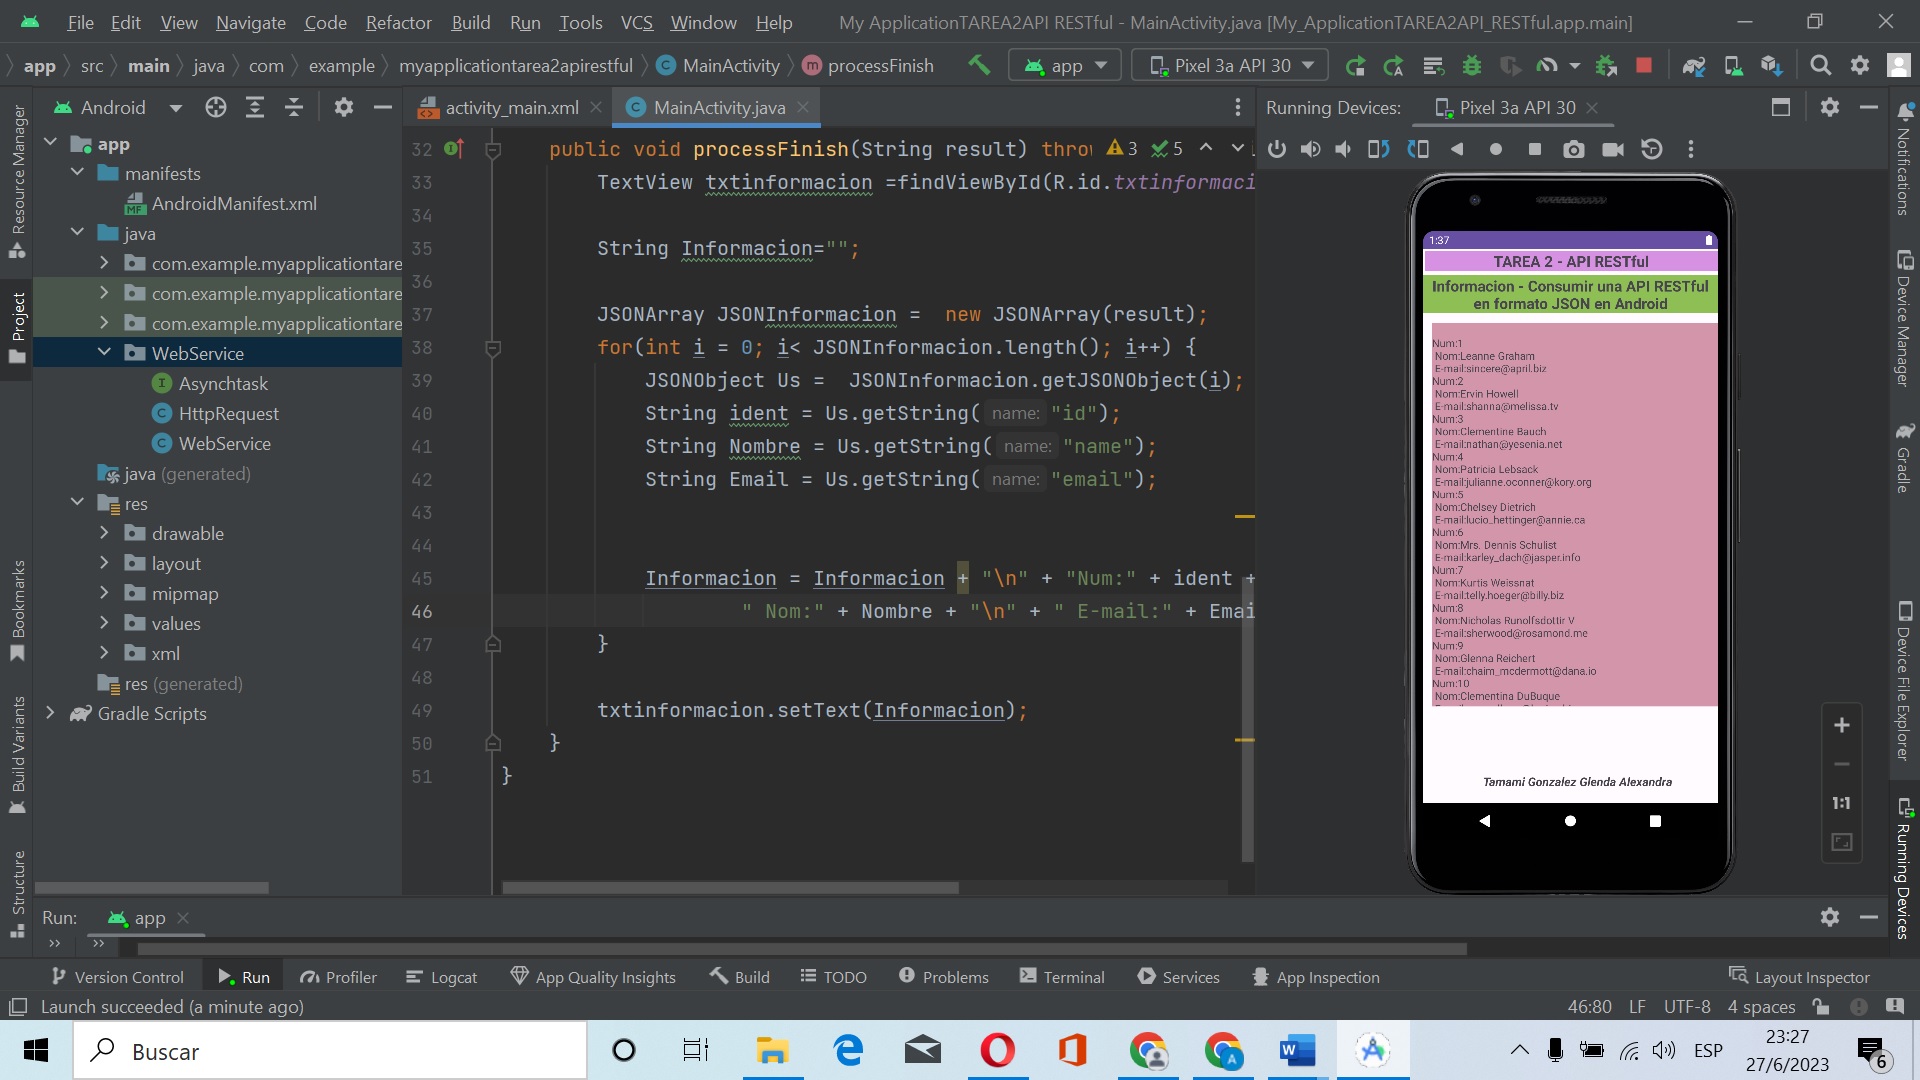 File Edit View Navigate Code Refactor Build Run Tools VCS Window Help My ApplicationTAREA2API RESTful - MainActivity.java [My_ApplicationTAREA2API_RESTful.app.main]
app src main java com example myapplicationtarea2apirestful MainActivity processFinish app Pixel 3a API 30
Android
activity_main.xml MainActivity.java
Running Devices: Pixel 3a API 30
Resource Manager
Project
Bookmarks
Build Variants
Structure
app
manifests
AndroidManifest.xml
java
com.example.myapplicationtare
com.example.myapplicationtare
com.example.myapplicationtare
WebService
Asynchtask
HttpRequest
WebService
java (generated)
res
drawable
layout
mipmap
values
xml
res (generated)
Gradle Scripts
32 public void processFinish(String result) throw 3 5
33 TextView txtinformacion =findViewById(R.id.txtinformaci
34
35 String Informacion="";
36
37 JSONArray JSONInformacion =  new JSONArray(result);
38 for(int i = 0; i< JSONInformacion.length(); i++) {
39 JSONObject Us =  JSONInformacion.getJSONObject(i);
40 String ident = Us.getString( name: "id");
41 String Nombre = Us.getString( name: "name");
42 String Email = Us.getString( name: "email");
43
44
45 Informacion = Informacion + "\n" + "Num:" + ident +
46 " Nom:" + Nombre + "\n" + " E-mail:" + Emai
47 }
48
49 txtinformacion.setText(Informacion);
50 }
51 }
1:37
TAREA 2 - API RESTful
Informacion - Consumir una API RESTful
en formato JSON en Android
Num:1
Nom:Leanne Graham
E-mail:sincere@april.biz
Num:2
Nom:Ervin Howell
E-mail:shanna@melissa.tv
Num:3
Nom:Clementine Bauch
E-mail:nathan@yesenia.net
Num:4
Nom:Patricia Lebsack
E-mail:julianne.oconner@kory.org
Num:5
Nom:Chelsey Dietrich
E-mail:lucio_hettinger@annie.ca
Num:6
Nom:Mrs. Dennis Schulist
E-mail:karley_dach@jasper.info
Num:7
Nom:Kurtis Weissnat
E-mail:telly.hoeger@billy.biz
Num:8
Nom:Nicholas Runolfsdottir V
E-mail:sherwood@rosamond.me
Num:9
Nom:Glenna Reichert
E-mail:chaim_mcdermott@dana.io
Num:10
Nom:Clementina DuBuque
Tamami Gonzalez Glenda Alexandra
1:1
Notifications
Device Manager
Gradle
Device File Explorer
Running Devices
Run: app
Version Control Run Profiler Logcat App Quality Insights Build TODO Problems Terminal Services App Inspection Layout Inspector
Launch succeeded (a minute ago) 46:80 LF UTF-8 4 spaces
Buscar
ESP
23:27
27/6/2023
6